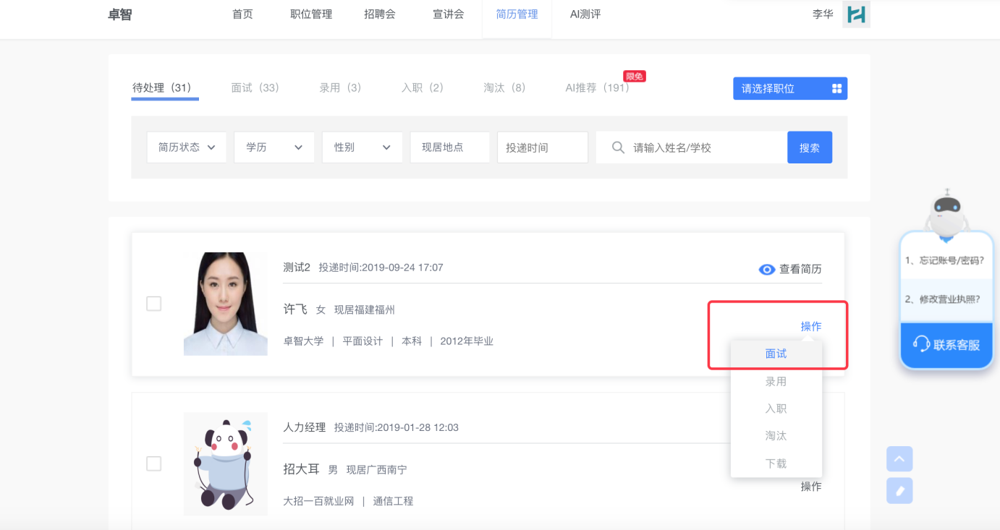 卓智 首页 职位管理 招聘会 宣讲会 简历管理 AI测评 李华
限免
待处理（31） 面试（33） 录用（3） 入职（2） 淘汰（8） AI推荐（191） 请选择职位
简历状态 学历 性别 现居地点 投递时间 请输入姓名/学校 搜索
测试2 投递时间:2019-09-24 17:07 查看简历
许飞 女 现居福建福州
操作
卓智大学 | 平面设计 | 本科 | 2012年毕业
面试
录用
入职
淘汰
下载
人力经理 投递时间:2019-01-28 12:03
招大耳 男 现居广西南宁
操作
大招一百就业网 | 通信工程
1、忘记账号/密码?
2、修改营业执照?
联系客服